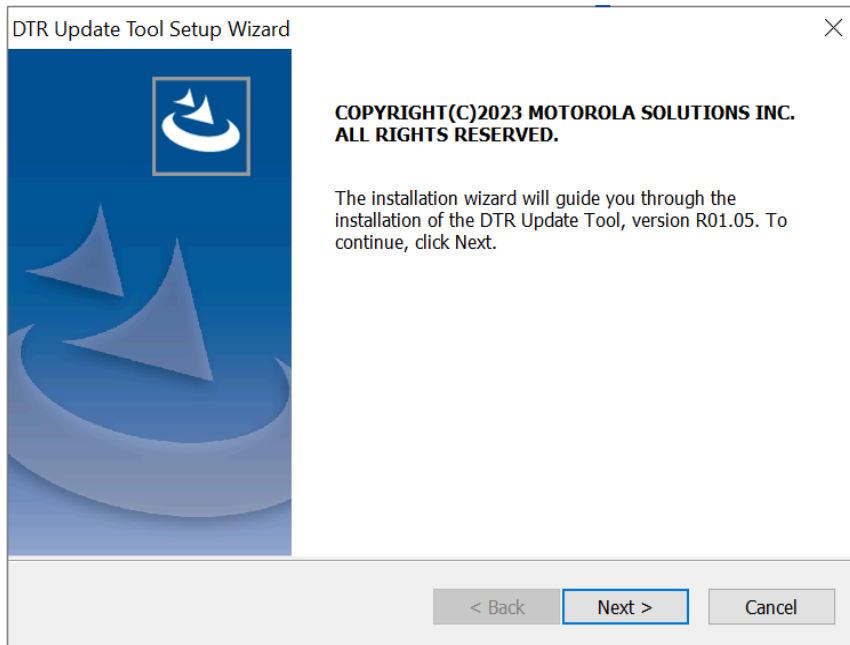 DTR Update Tool Setup Wizard
COPYRIGHT(C)2023 MOTOROLA SOLUTIONS INC.
ALL RIGHTS RESERVED.
The installation wizard will guide you through the
installation of the DTR Update Tool, version R01.05. To
continue, click Next.
< Back
Next >
Cancel